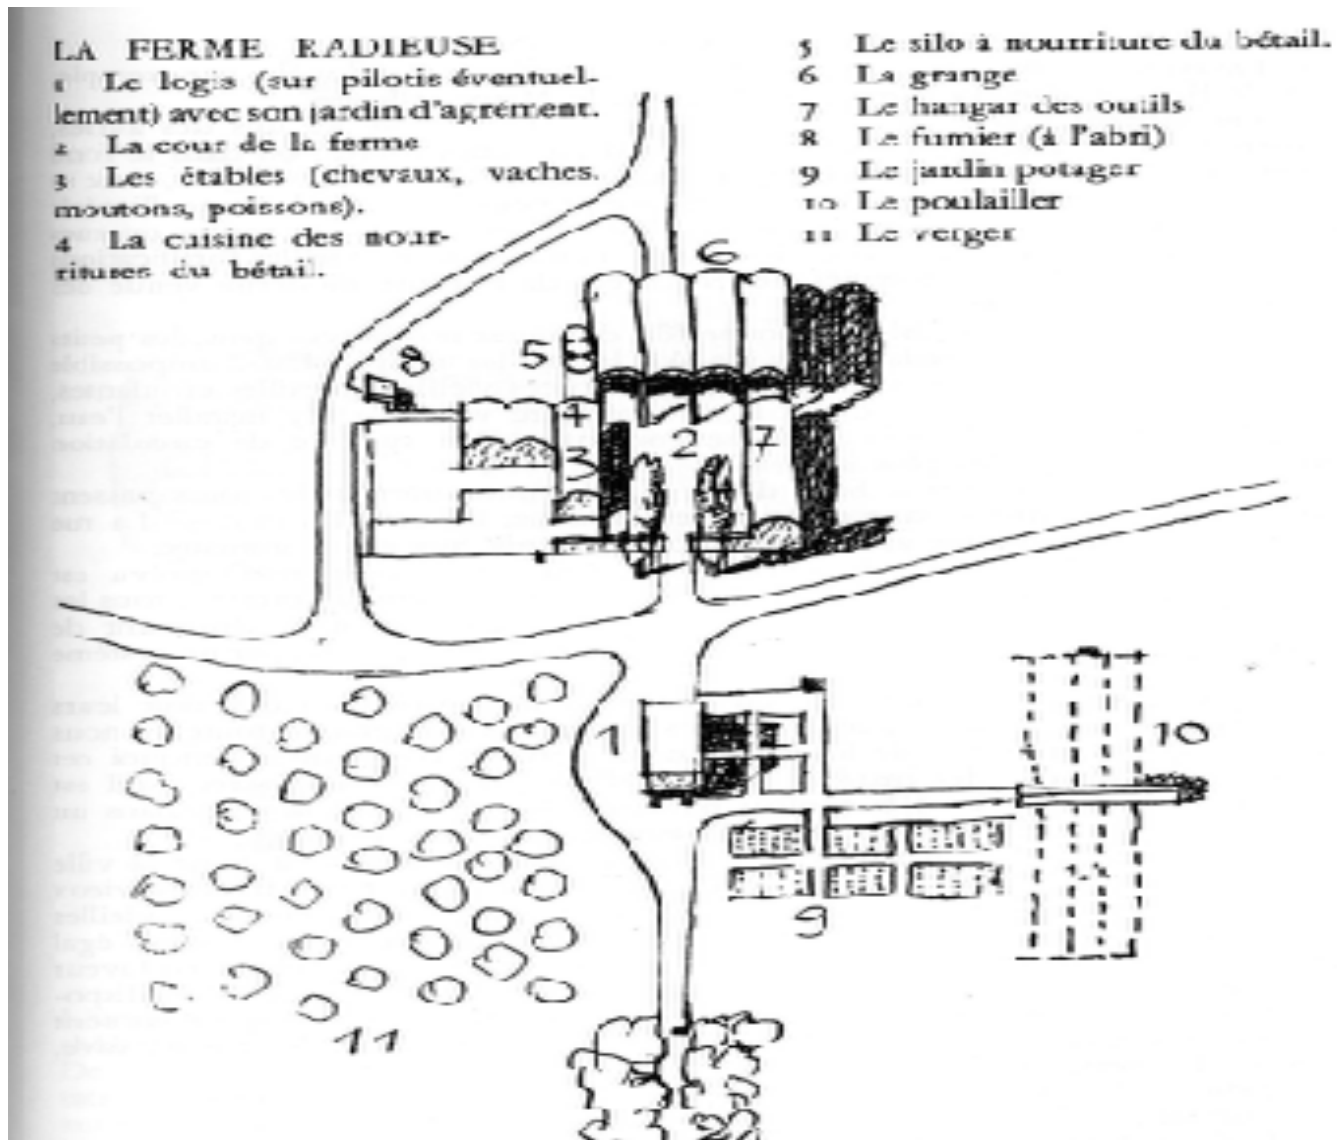 LA FERME RADIEUSE
1 Le logis (sur pilotis éventuel-
lement) avec son jardin d'agrément.
2 La cour de la ferme
3 Les étables (chevaux, vaches.
moutons, poissons).
4 La cuisine des nour-
ritures du bétail.
5 Le silo à nourriture du bétail.
6 La grange
7 Le hangar des outils
8 Le fumier (à l'abri)
9 Le jardin potager
10 Le poulailler
11 Le verger
6
8
5
4
2
7
3
1
10
9
11